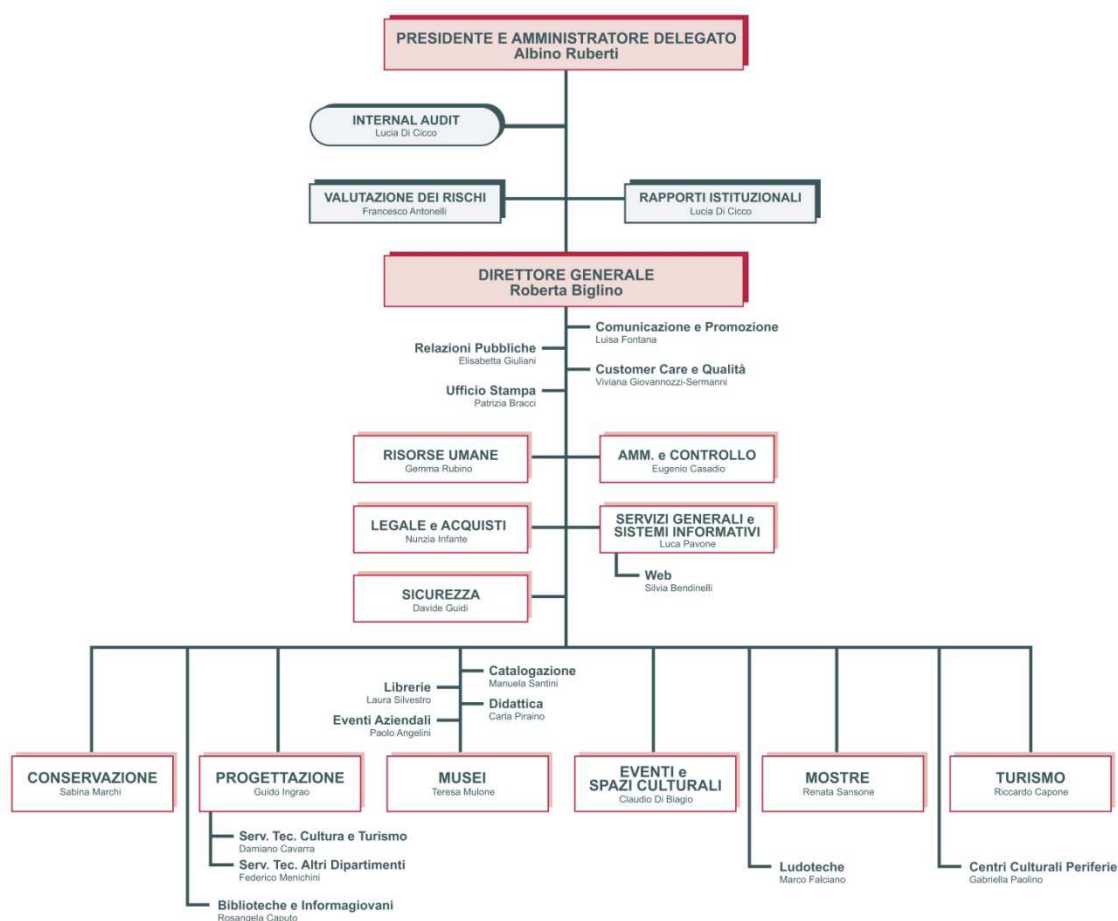 PRESIDENTE E AMMINISTRATORE DELEGATO
Albino Ruberti
INTERNAL AUDIT
Lucia Di Cicco
VALUTAZIONE DEI RISCHI
Francesco Antonelli
RAPPORTI ISTITUZIONALI
Lucia Di Cicco
DIRETTORE GENERALE
Roberta Biglino
Comunicazione e Promozione
Luisa Fontana
Relazioni Pubbliche
Elisabetta Giuliani
Customer Care e Qualità
Viviana Giovannozzi-Sermanni
Ufficio Stampa
Patrizia Bracci
RISORSE UMANE
Gemma Rubino
AMM. e CONTROLLO
Eugenio Casadio
LEGALE e ACQUISTI
Nunzia Infante
SERVIZI GENERALI e
SISTEMI INFORMATIVI
Luca Pavone
Web
Silvia Bendinelli
SICUREZZA
Davide Guidi
Catalogazione
Manuela Santini
Librerie
Laura Silvestro
Didattica
Carla Piraino
Eventi Aziendali
Paolo Angelini
CONSERVAZIONE
Sabina Marchi
PROGETTAZIONE
Guido Ingrao
MUSEI
Teresa Mulone
EVENTI e
SPAZI CULTURALI
Claudio Di Biagio
MOSTRE
Renata Sansone
TURISMO
Riccardo Capone
Serv. Tec. Cultura e Turismo
Damiano Cavarra
Serv. Tec. Altri Dipartimenti
Federico Menichini
Ludoteche
Marco Falciano
Centri Culturali Periferie
Gabriella Paolino
Biblioteche e Informagiovani
Rosangela Caputo